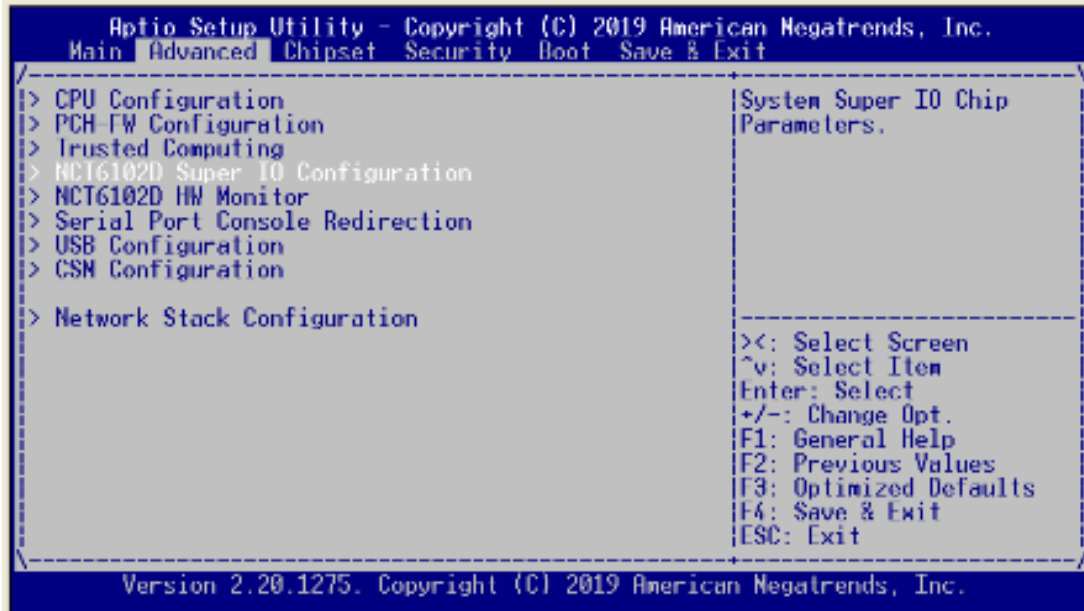 Aptio Setup Utility - Copyright (C) 2019 American Negatrends, Inc.
Main Advanced Chipset Security Boot Save & Exit
> CPU Configuration
> PCH-FW Configuration
> Trusted Computing
> NCT6102D Super IO Configuration
> NCT6102D HW Monitor
> Serial Port Console Redirection
> USB Configuration
> CSN Configuration
> Network Stack Configuration
System Super IO Chip
Parameters.
><: Select Screen
^v: Select Item
Enter: Select
+/-: Change Opt.
F1: General Help
F2: Previous Values
F3: Optimized Defaults
F4: Save & Exit
ESC: Exit
Version 2.20.1275. Copyright (C) 2019 American Negatrends, Inc.